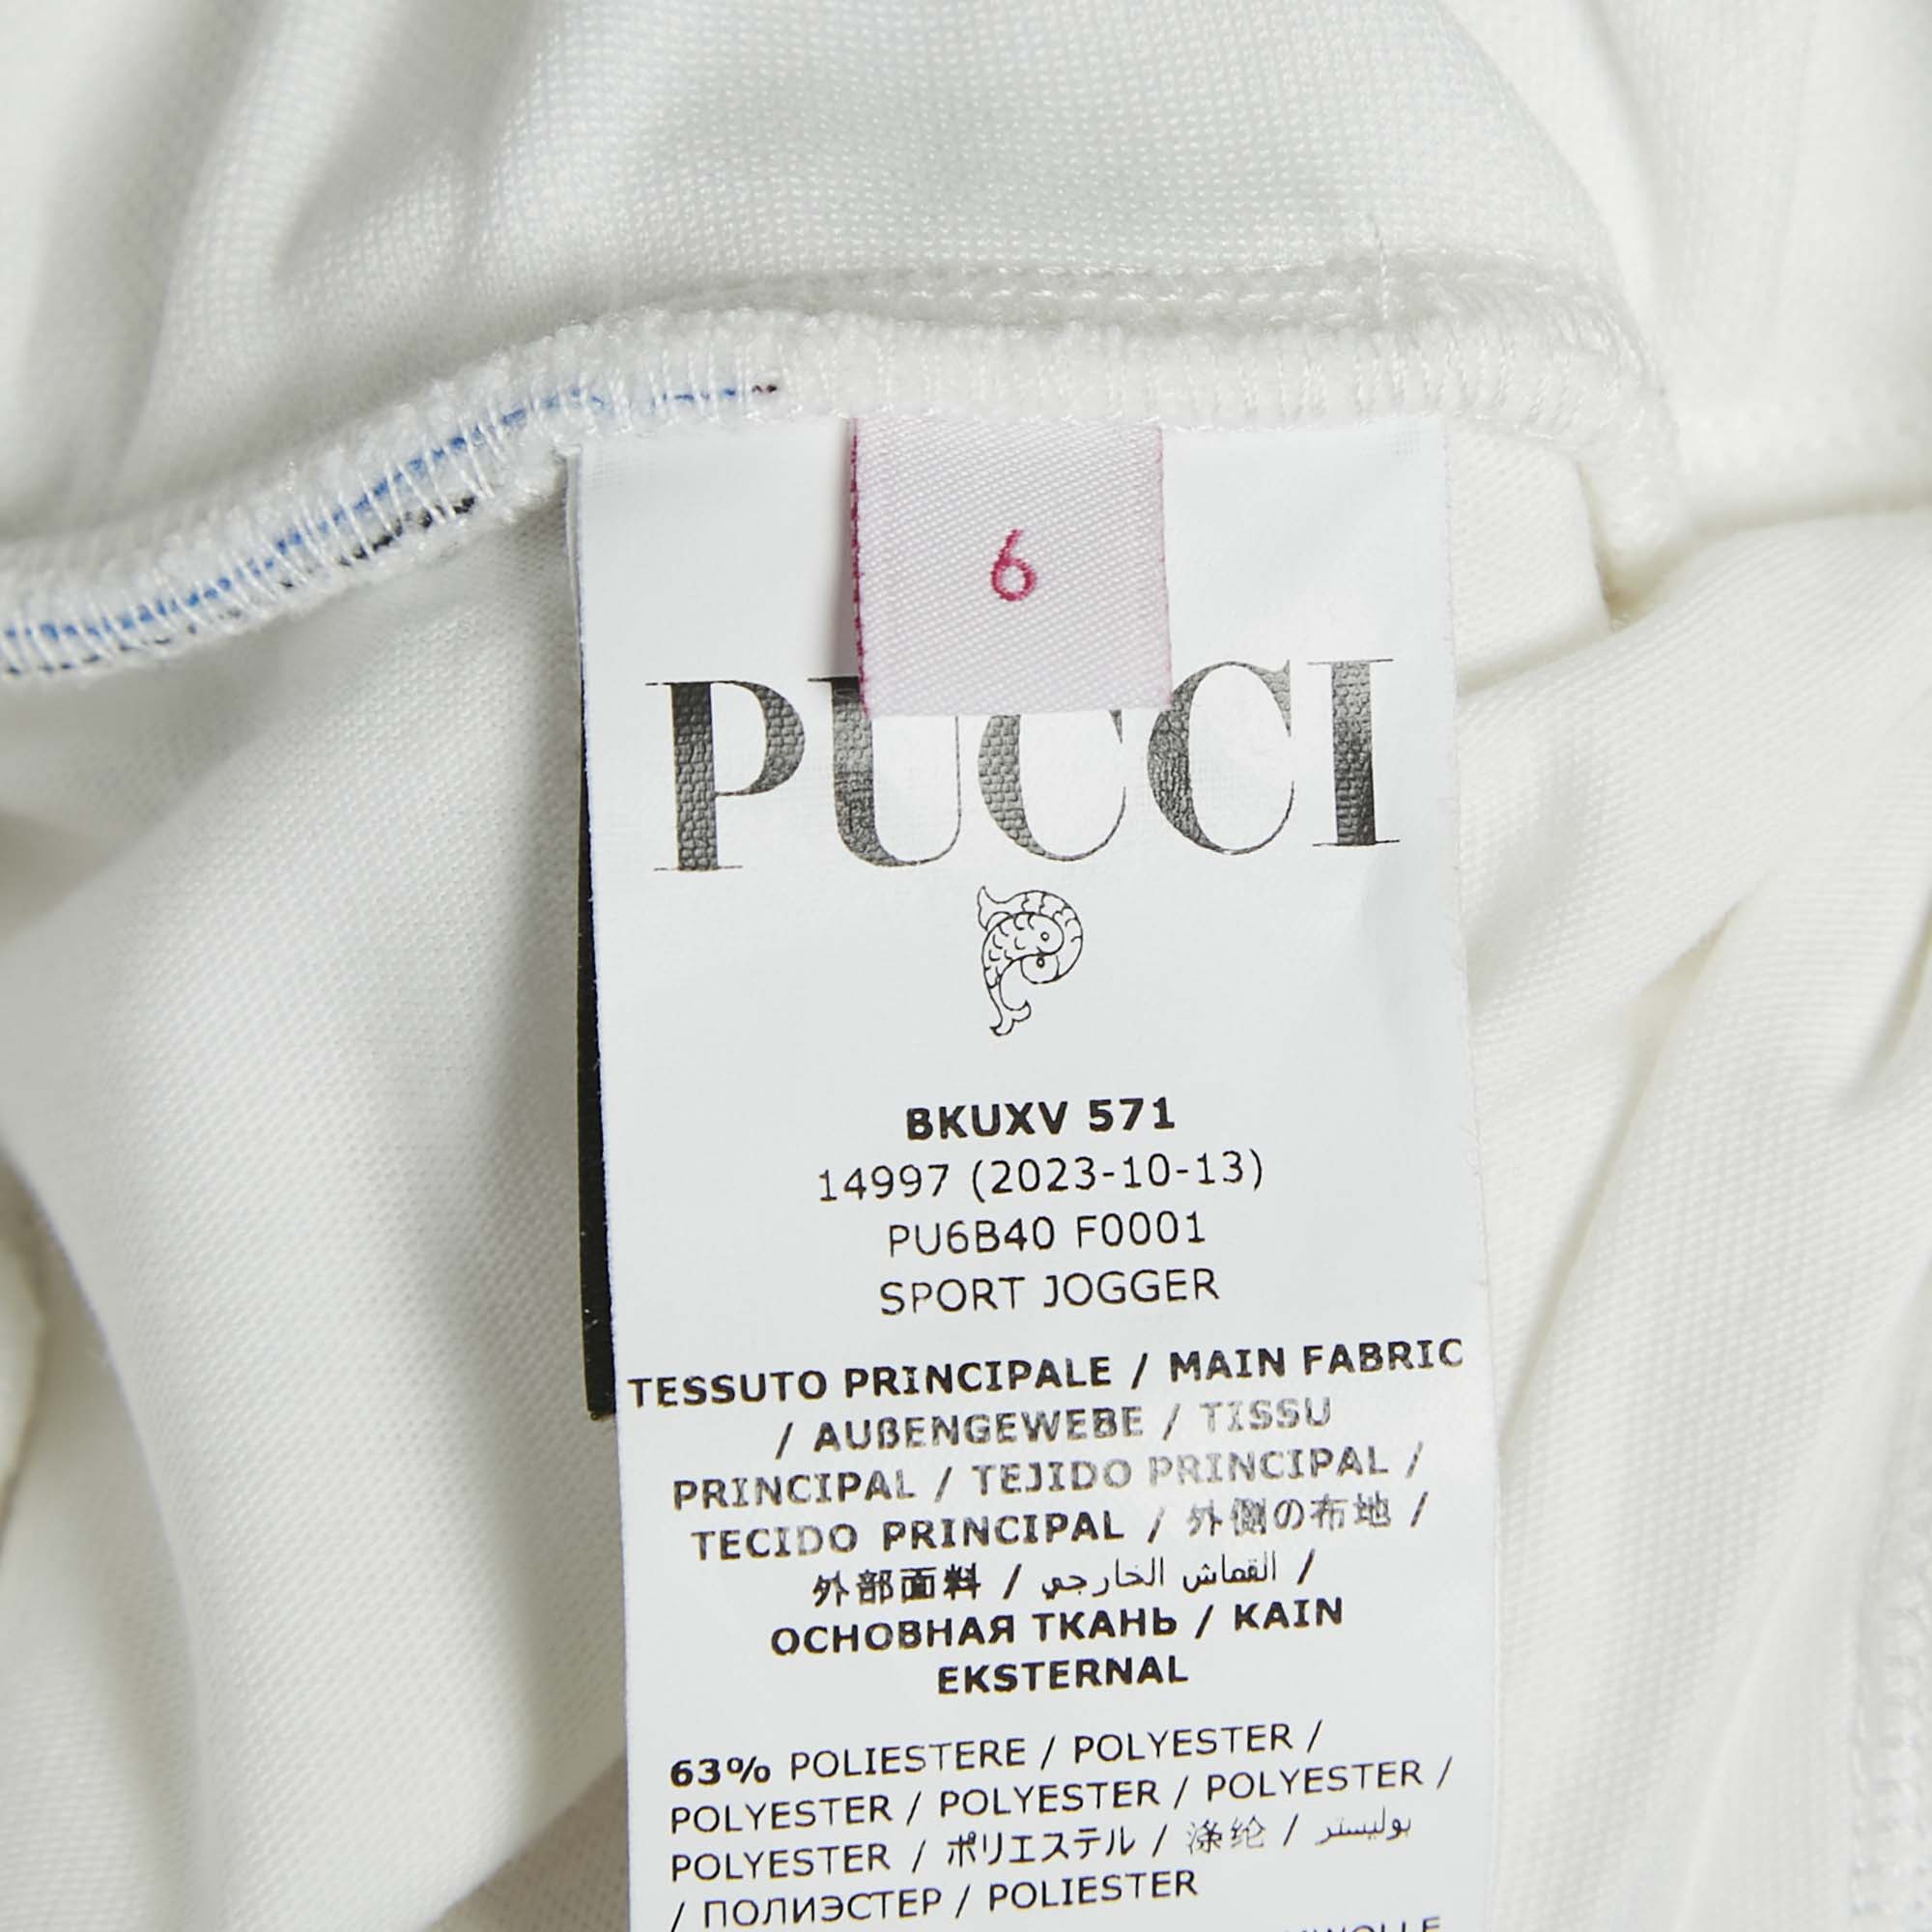 6
PUCCI
BKUXV 571
14997 (2023-10-13)
PU6B40 F0001
SPORT JOGGER
TESSUTO PRINCIPALE / MAIN FABRIC
/ AUßENGEWEBE / TISSU
PRINCIPAL / TEJIDO PRINCIPAL /
TECIDO PRINCIPAL / 外側の布地 /
外部面料 / القماش الخارجي /
ОСНОВНАЯ ТКАНЬ / KAIN
EKSTERNAL
63% POLIESTERE / POLYESTER /
POLYESTER / POLYESTER / POLYESTER /
POLYESTER / ポリエステル / 涤纶 / بوليستر
/ ПОЛИЭСТЕР / POLIESTER